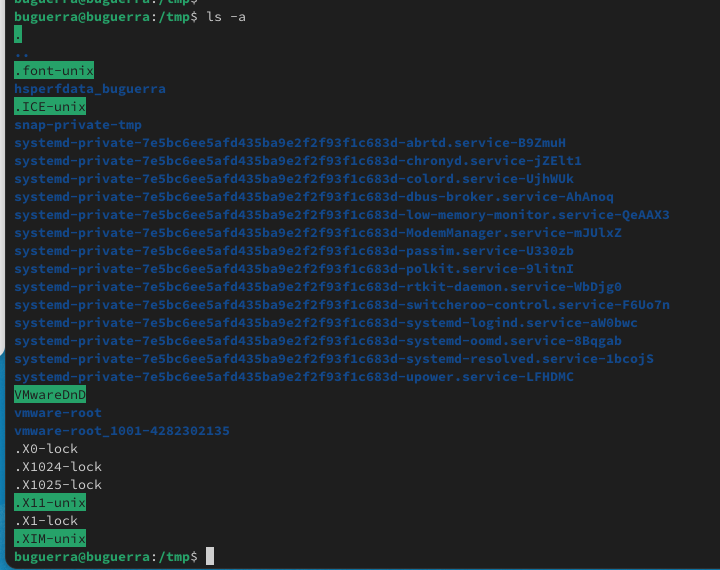 buguerra@buguerra:/tmp$
buguerra@buguerra:/tmp$ ls -a
.
..
.font-unix
hsperfdata_buguerra
.ICE-unix
snap-private-tmp
systemd-private-7e5bc6ee5afd435ba9e2f2f93f1c683d-abrtd.service-B9ZmuH
systemd-private-7e5bc6ee5afd435ba9e2f2f93f1c683d-chronyd.service-jZElt1
systemd-private-7e5bc6ee5afd435ba9e2f2f93f1c683d-colord.service-UjhWUk
systemd-private-7e5bc6ee5afd435ba9e2f2f93f1c683d-dbus-broker.service-AhAnoq
systemd-private-7e5bc6ee5afd435ba9e2f2f93f1c683d-low-memory-monitor.service-QeAAX3
systemd-private-7e5bc6ee5afd435ba9e2f2f93f1c683d-ModemManager.service-mJUlxZ
systemd-private-7e5bc6ee5afd435ba9e2f2f93f1c683d-passim.service-U330zb
systemd-private-7e5bc6ee5afd435ba9e2f2f93f1c683d-polkit.service-9litnI
systemd-private-7e5bc6ee5afd435ba9e2f2f93f1c683d-rtkit-daemon.service-WbDjg0
systemd-private-7e5bc6ee5afd435ba9e2f2f93f1c683d-switcheroo-control.service-F6Uo7n
systemd-private-7e5bc6ee5afd435ba9e2f2f93f1c683d-systemd-logind.service-aW0bwc
systemd-private-7e5bc6ee5afd435ba9e2f2f93f1c683d-systemd-oomd.service-8Bqgab
systemd-private-7e5bc6ee5afd435ba9e2f2f93f1c683d-systemd-resolved.service-1bcojS
systemd-private-7e5bc6ee5afd435ba9e2f2f93f1c683d-upower.service-LFHDMC
VMwareDnD
vmware-root
vmware-root_1001-4282302135
.X0-lock
.X1024-lock
.X1025-lock
.X11-unix
.X1-lock
.XIM-unix
buguerra@buguerra:/tmp$